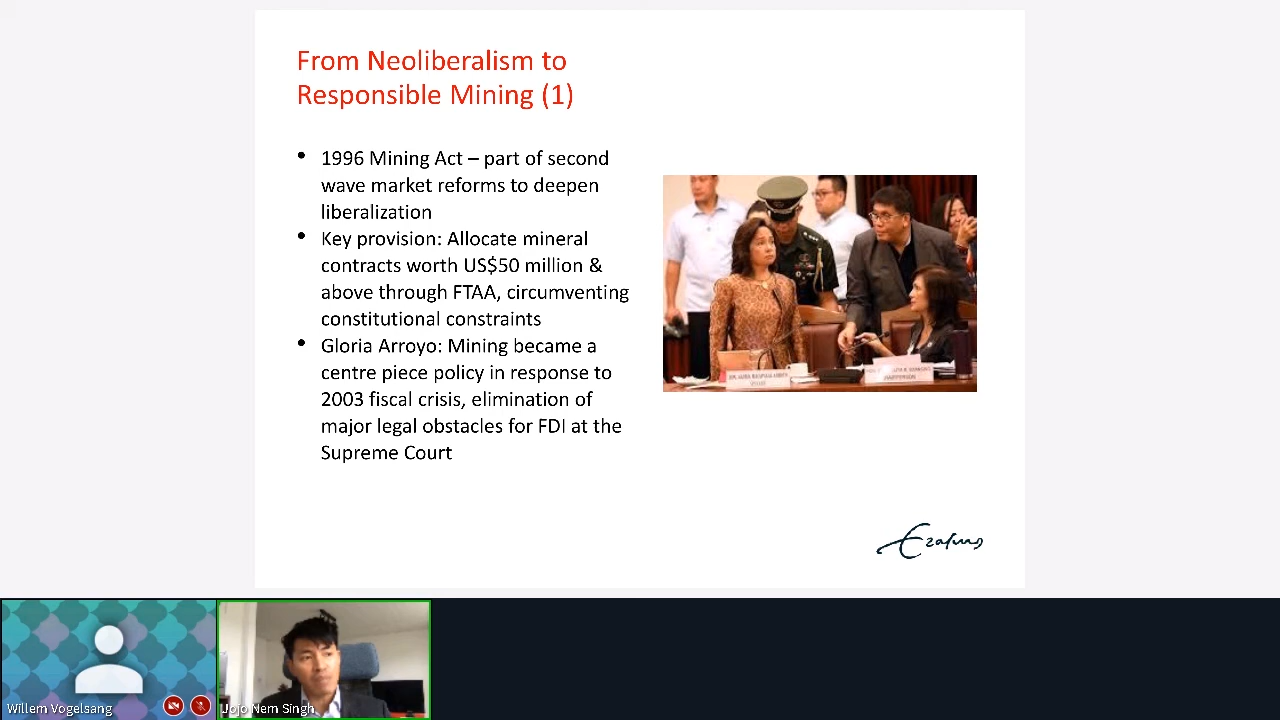 From Neoliberalism to
Responsible Mining (1)
• 1996 Mining Act – part of second
wave market reforms to deepen
liberalization
• Key provision: Allocate mineral
contracts worth US$50 million &
above through FTAA, circumventing
constitutional constraints
• Gloria Arroyo: Mining became a
centre piece policy in response to
2003 fiscal crisis, elimination of
major legal obstacles for FDI at the
Supreme Court
Erasmus
Willem Vogelsang
Jojo Nem Singh